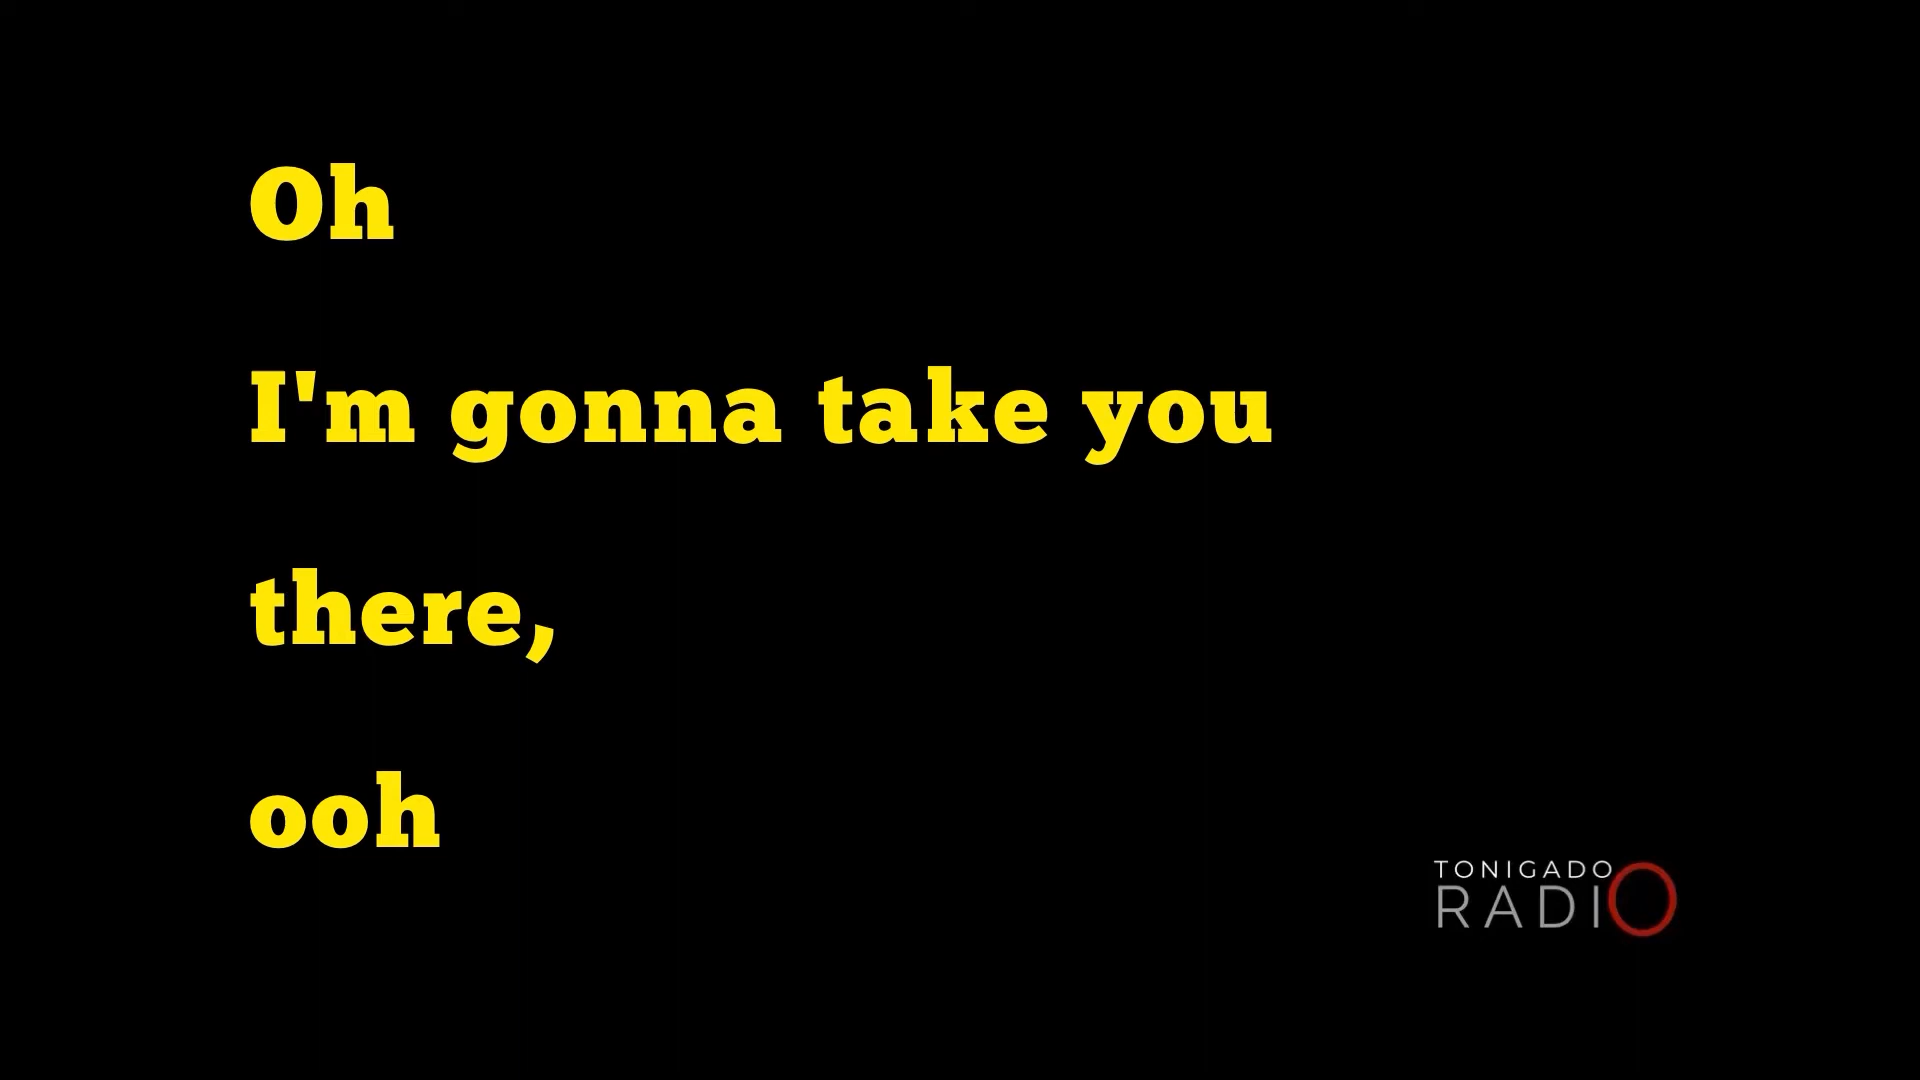 Oh
I'm gonna take you
there,
ooh
TONIGADO
RADIO